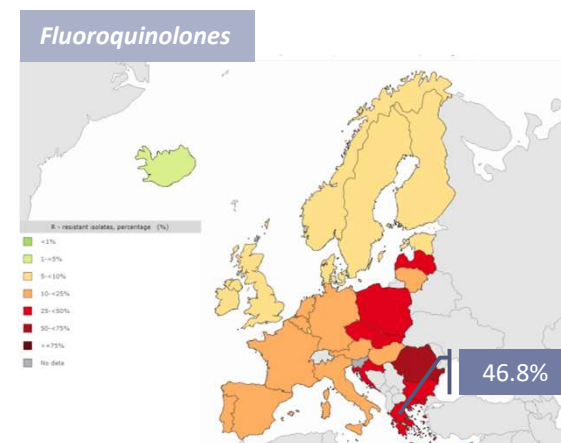 Fluoroquinolones
R - resistant isolates, percentage (%)
<1%
1-<5%
5-<10%
10-<25%
25-<50%
50-<75%
>=75%
No data
46.8%